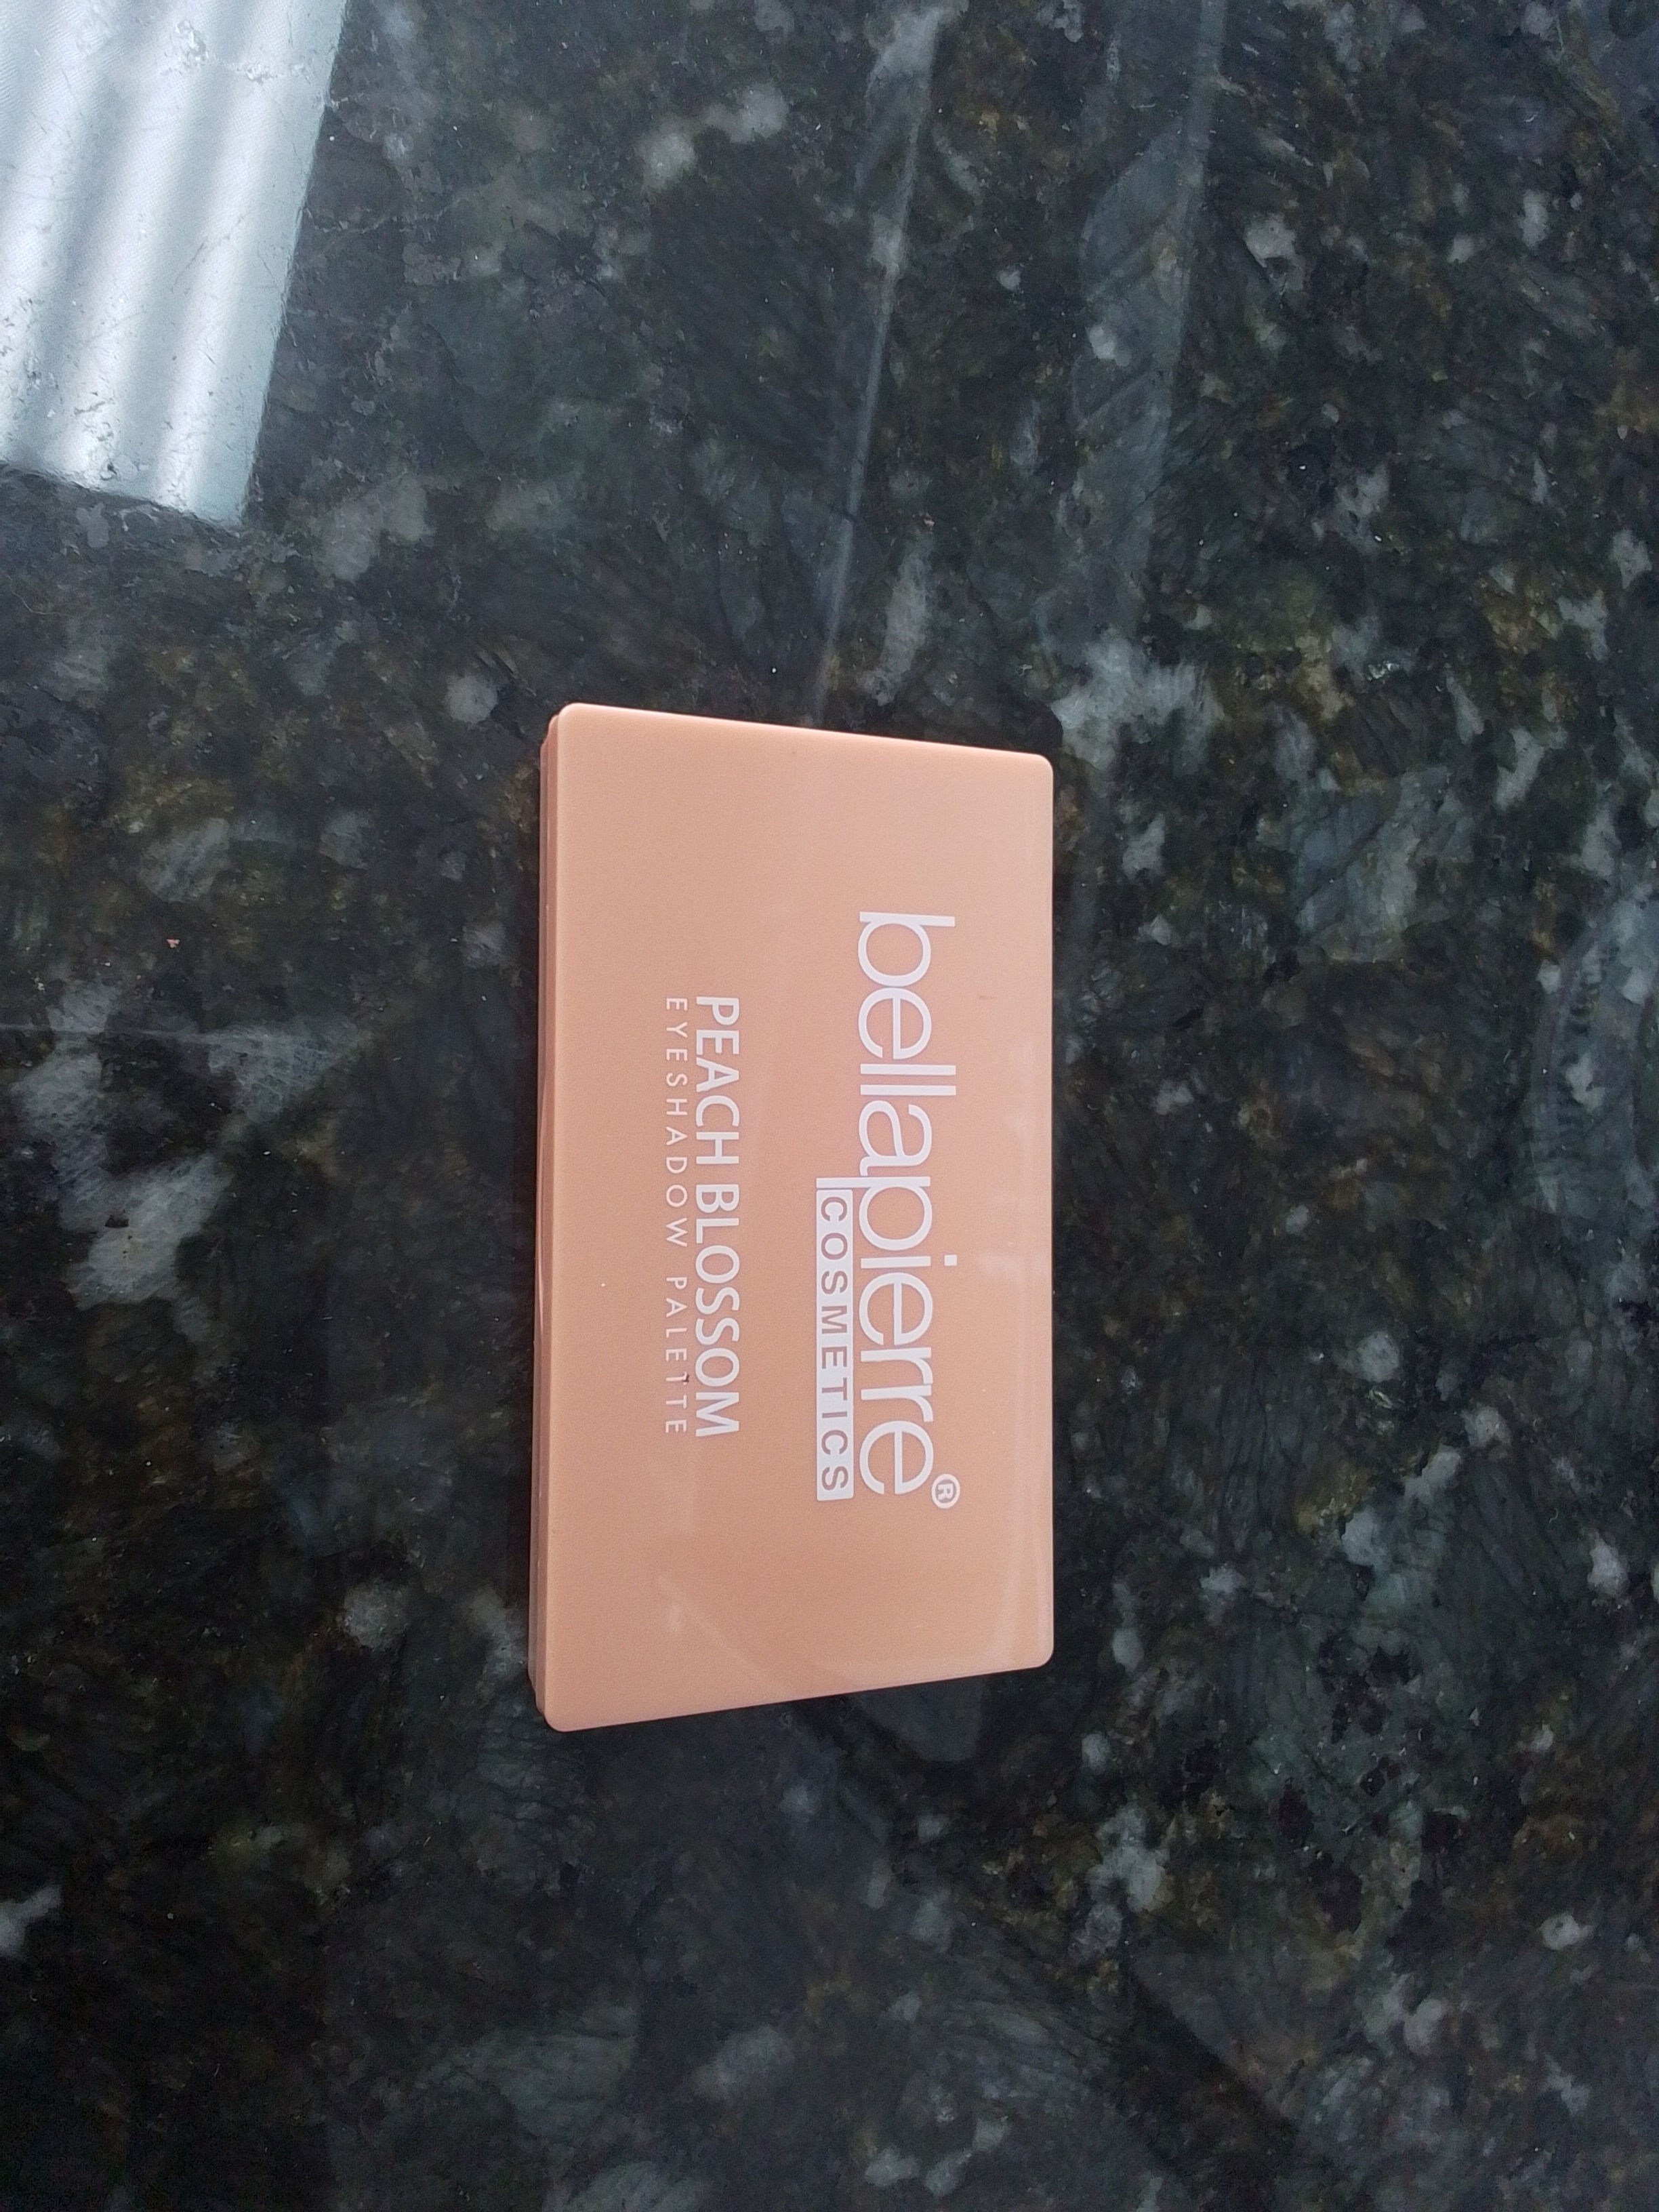 bellapierre®
COSMETICS
PEACH BLOSSOM
EYESHADOW PALETTE